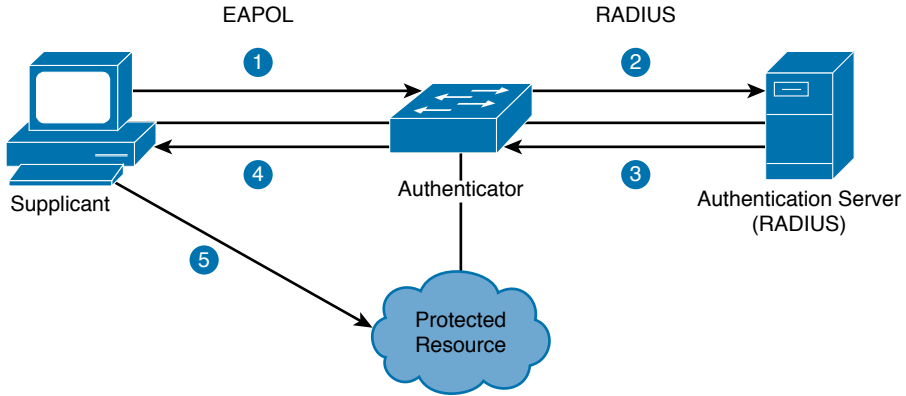 EAPOL
RADIUS
1
2
4
3
Authenticator
Supplicant
Authentication Server
(RADIUS)
5
Protected
Resource